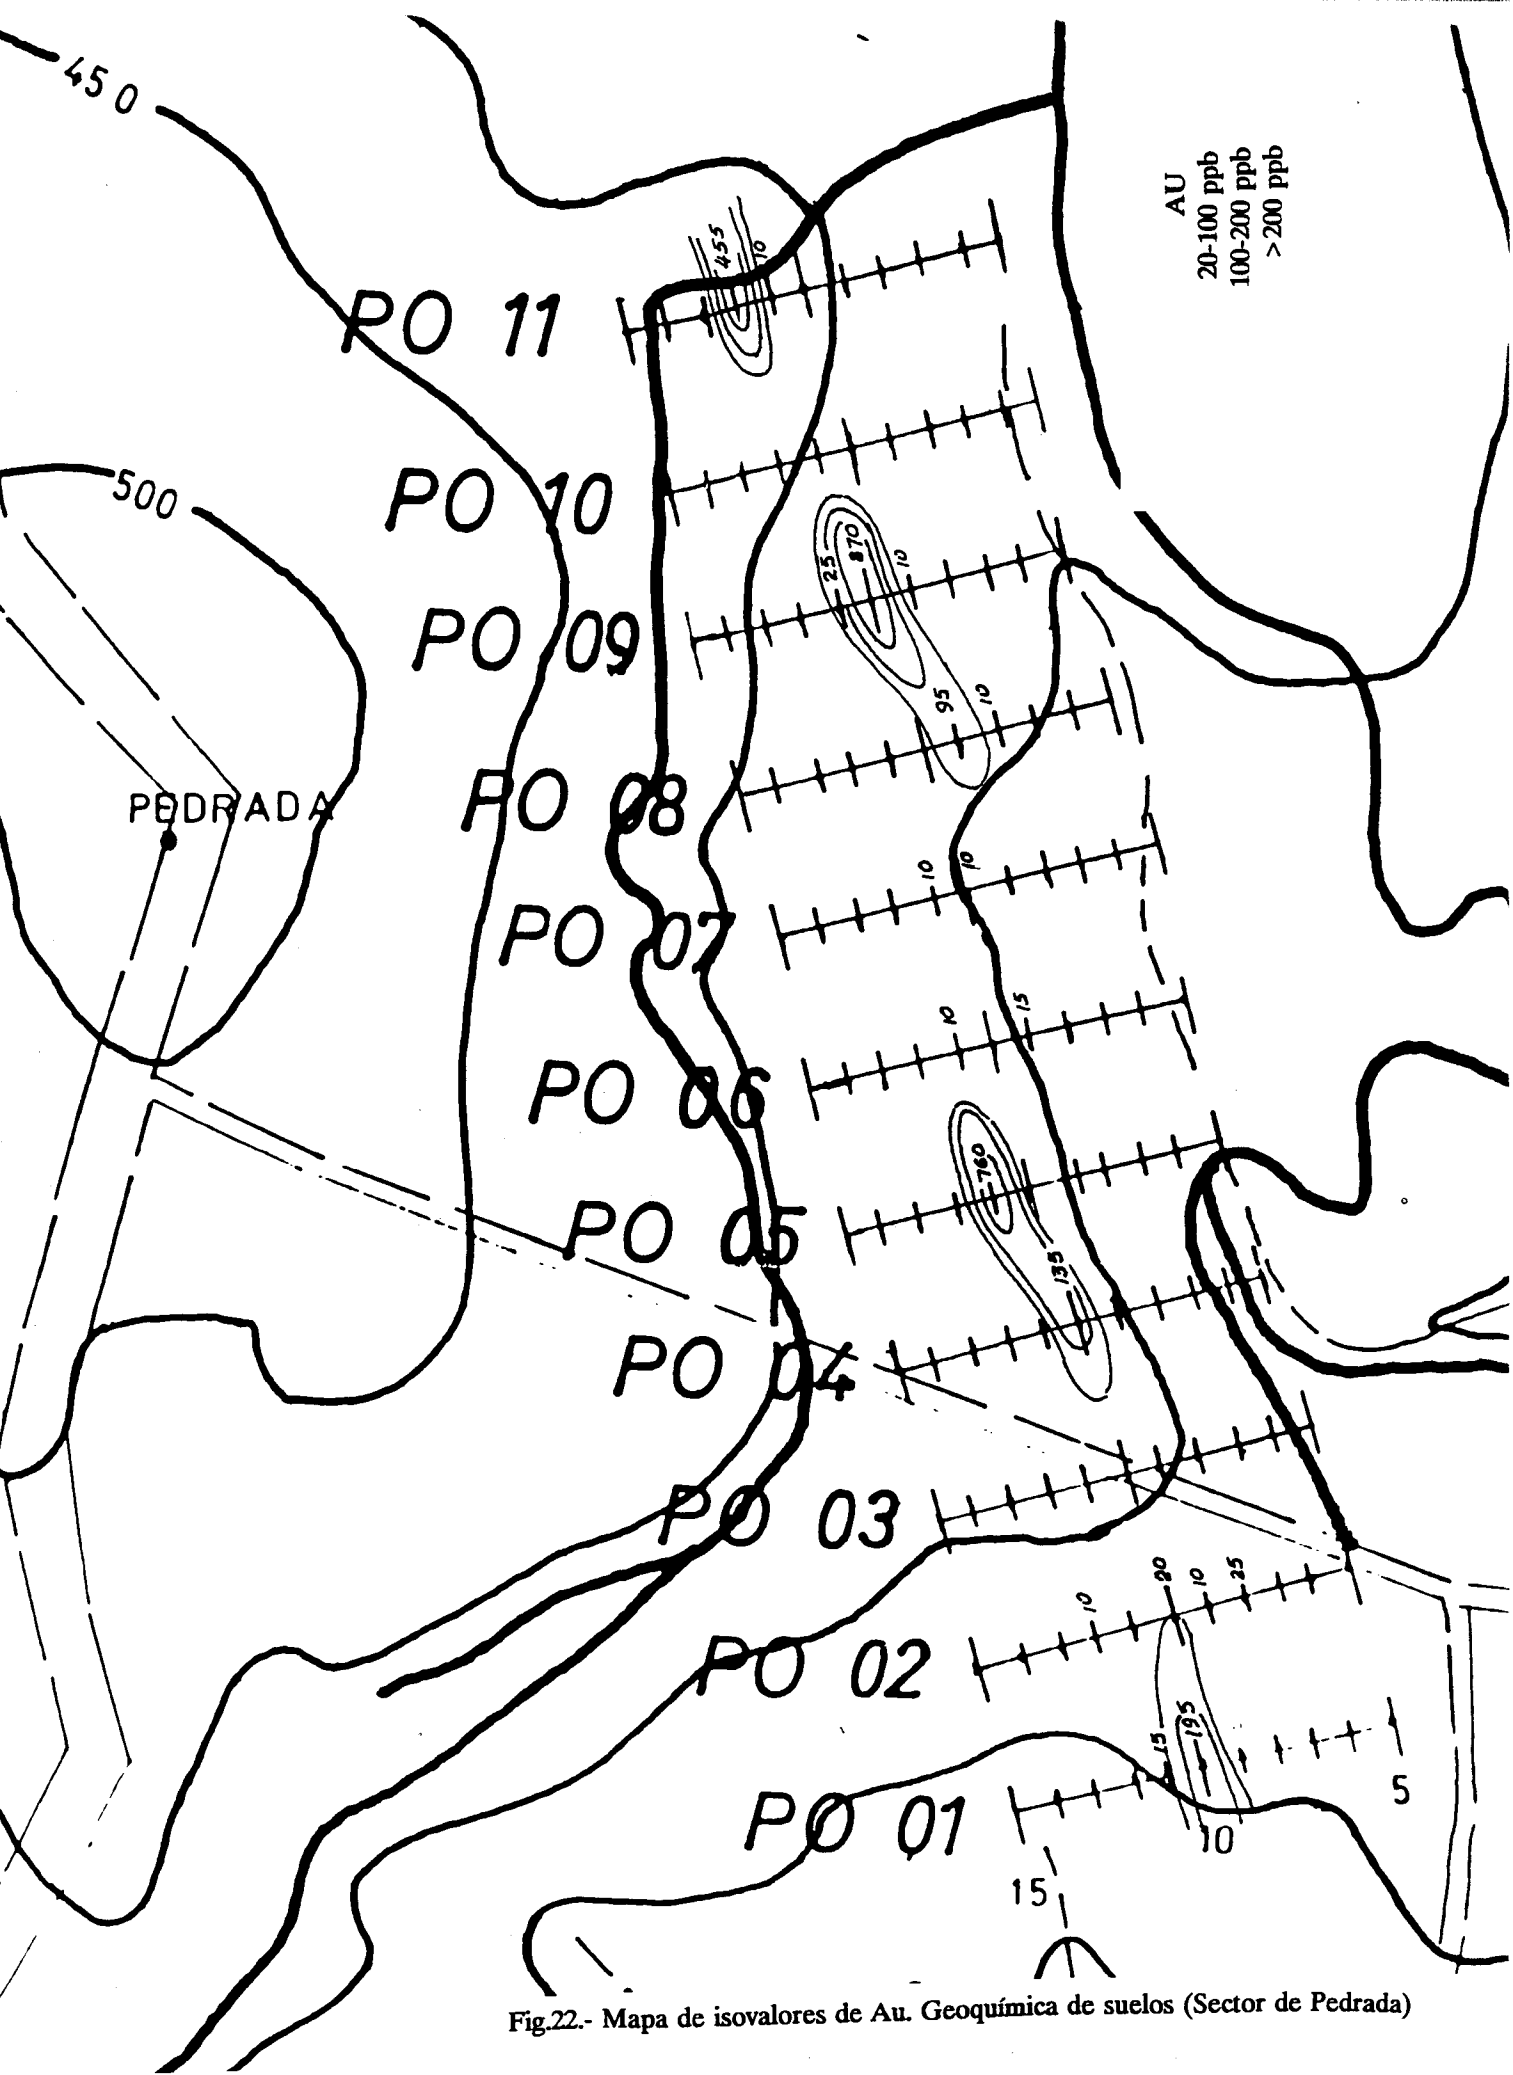 450
AU
20-100 ppb
100-200 ppb
>200 ppb
455
10
PO 11
500
PO 10
25
870
10
PO 09
95
10
PEDRADA
PO 08
10
10
PO 07
10
15
PO 06
760
PO 05
135
PO 04
PO 03
10
20
10
25
PO 02
15
195
PO 01
5
10
15
Fig.22.- Mapa de isovalores de Au. Geoquímica de suelos (Sector de Pedrada)